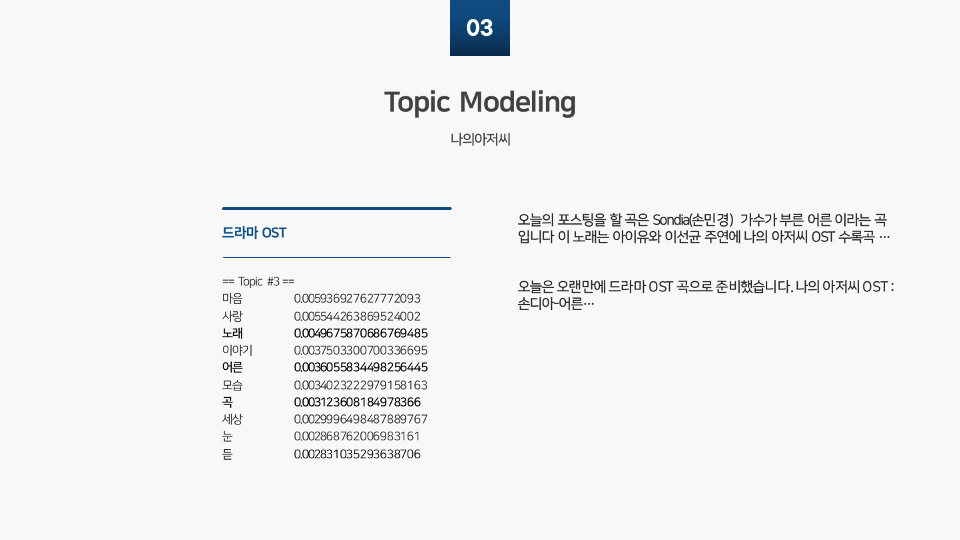 03
Topic Modeling
나의아저씨
드라마 OST
== Topic #3 ==
마음 0.005936927627772093
사랑 0.005544263869524002
노래 0.0049675870686769485
이야기 0.0037503300700336695
어른 0.0036055834498256445
모습 0.0034023222979158163
곡 0.003123608184978366
세상 0.0029996498487889767
눈 0.002868762006983161
듣 0.002831035293638706
오늘의 포스팅을 할 곡은 Sondia(손민경) 가수가 부른 어른 이라는 곡
입니다 이 노래는 아이유와 이선균 주연에 나의 아저씨 OST 수록곡 …
오늘은 오랜만에 드라마 OST 곡으로 준비했습니다. 나의 아저씨 OST :
손디아-어른…